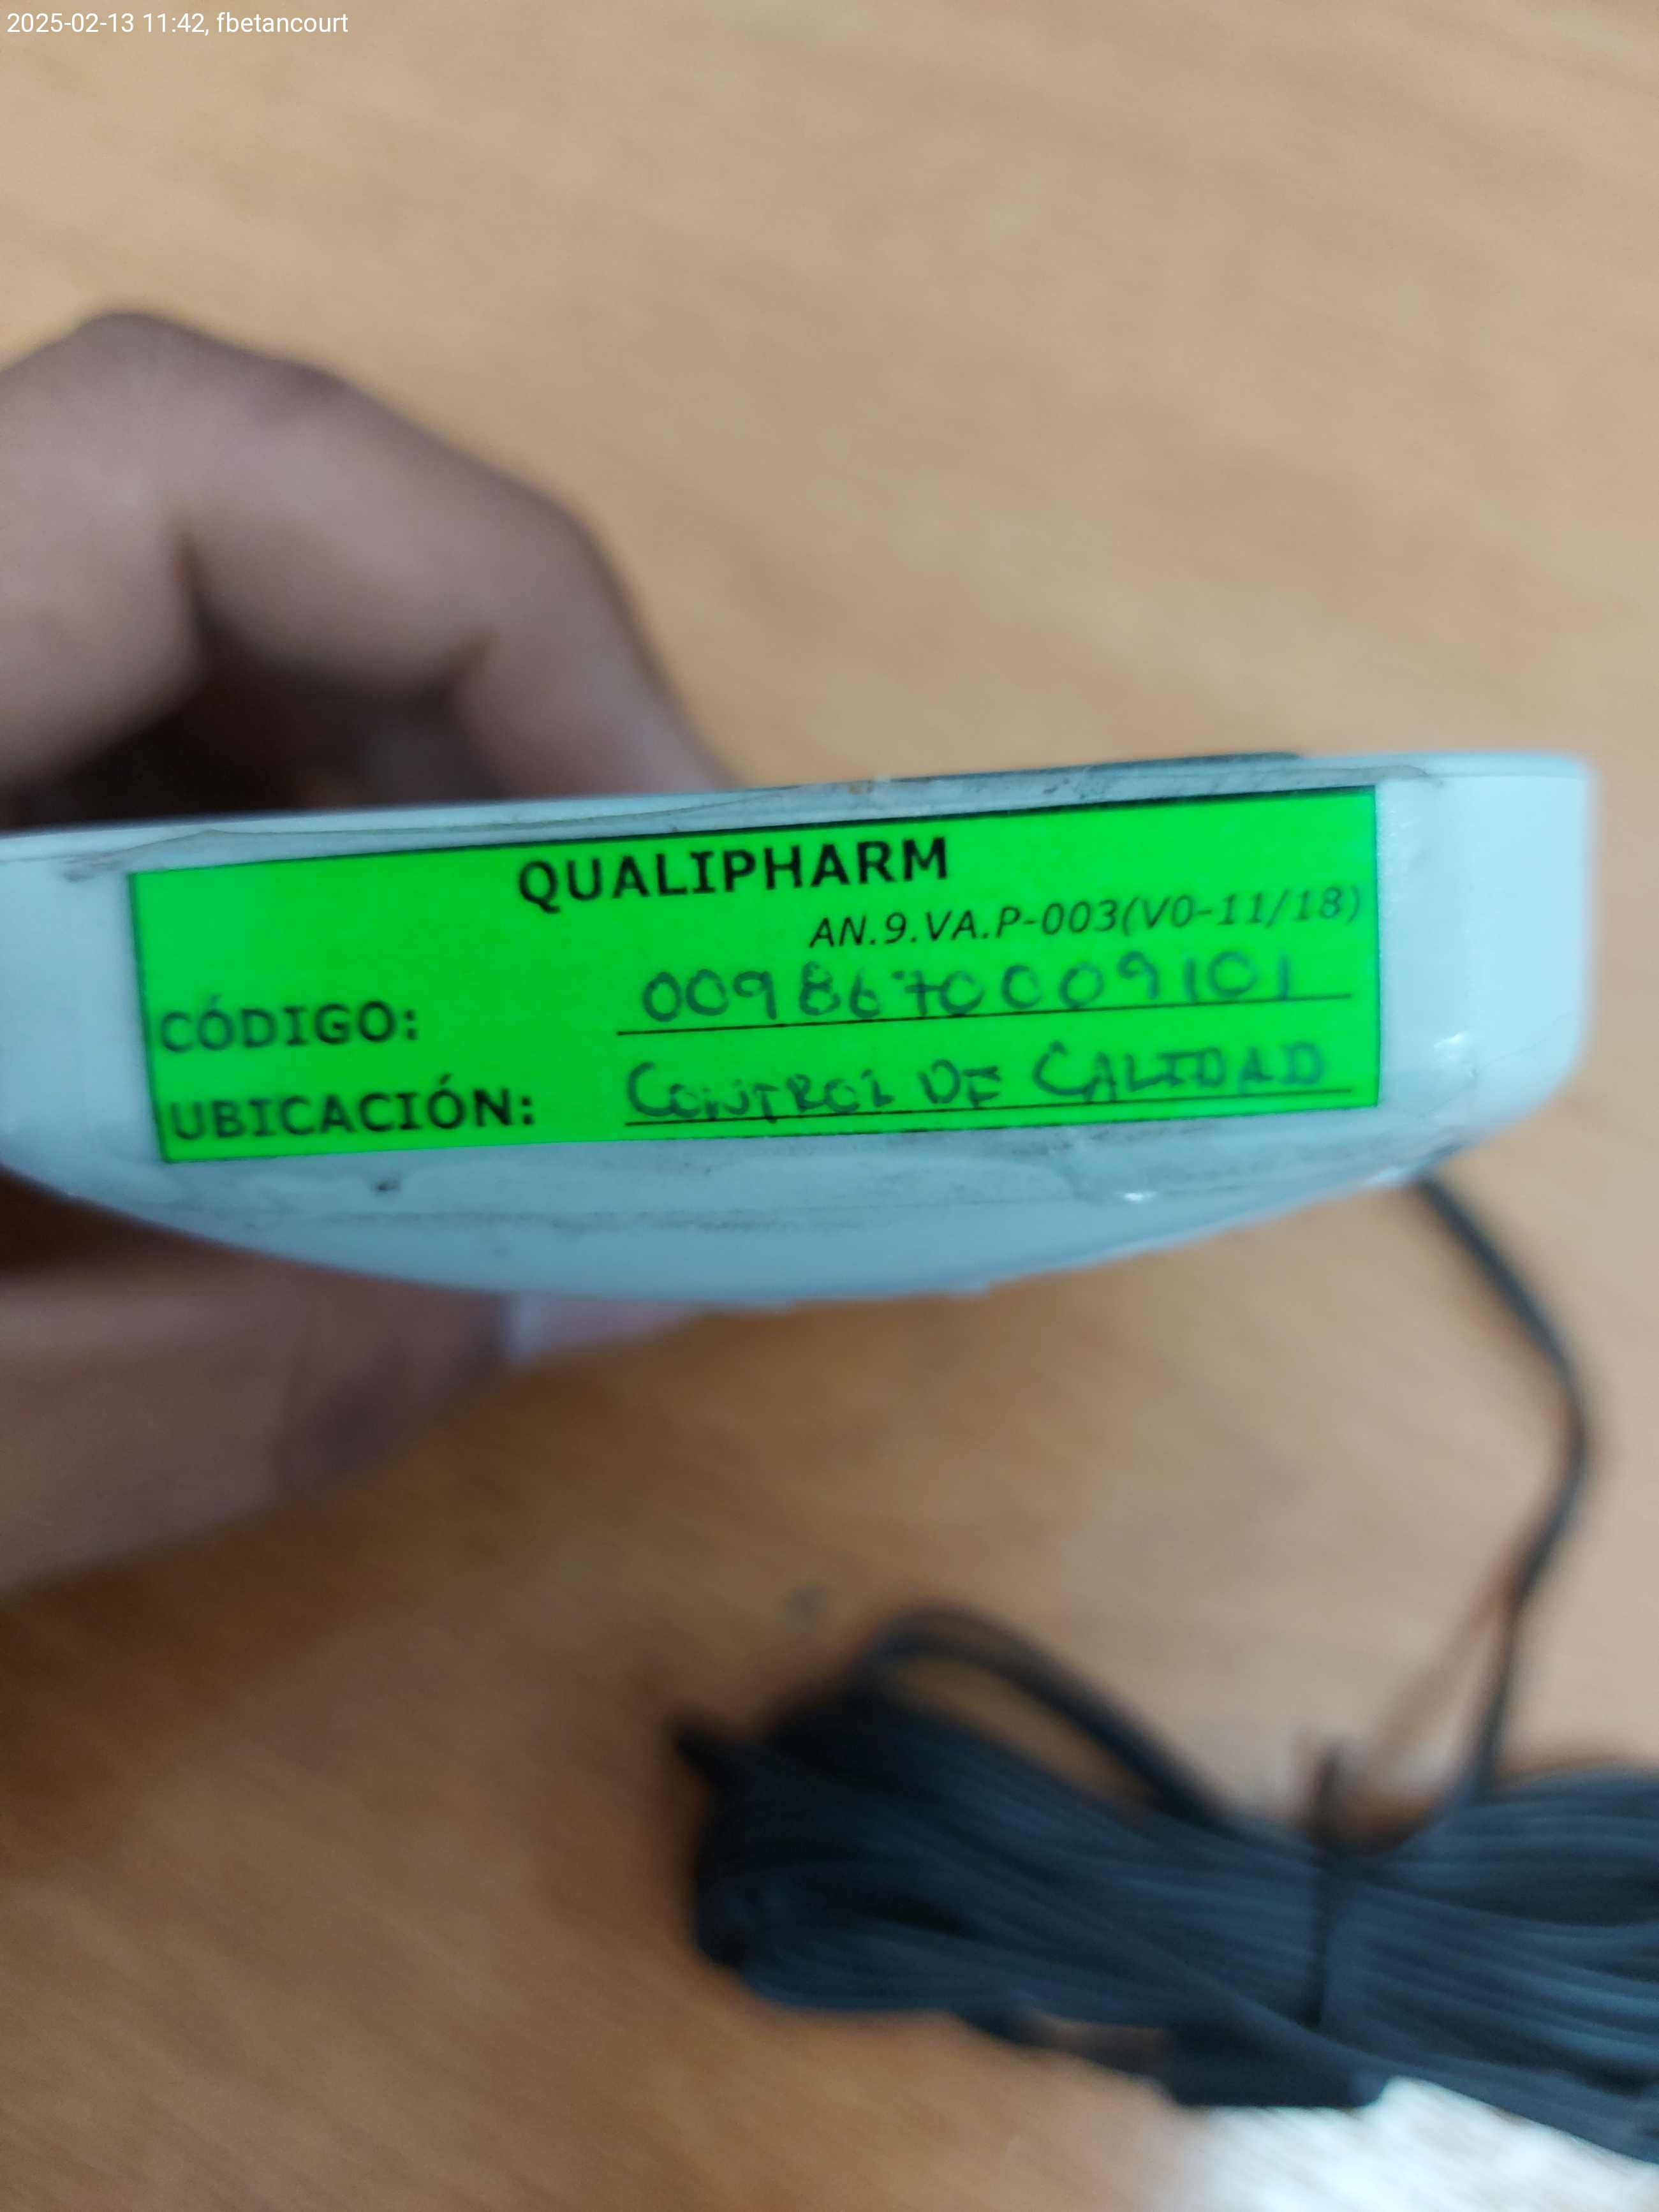 2025-02-13 11:42, fbetancourt
QUALIPHARM
AN.9.VA.P-003(V0-11/18)
CÓDIGO: 0098670009101
UBICACIÓN: CONTROL DE CALIDAD